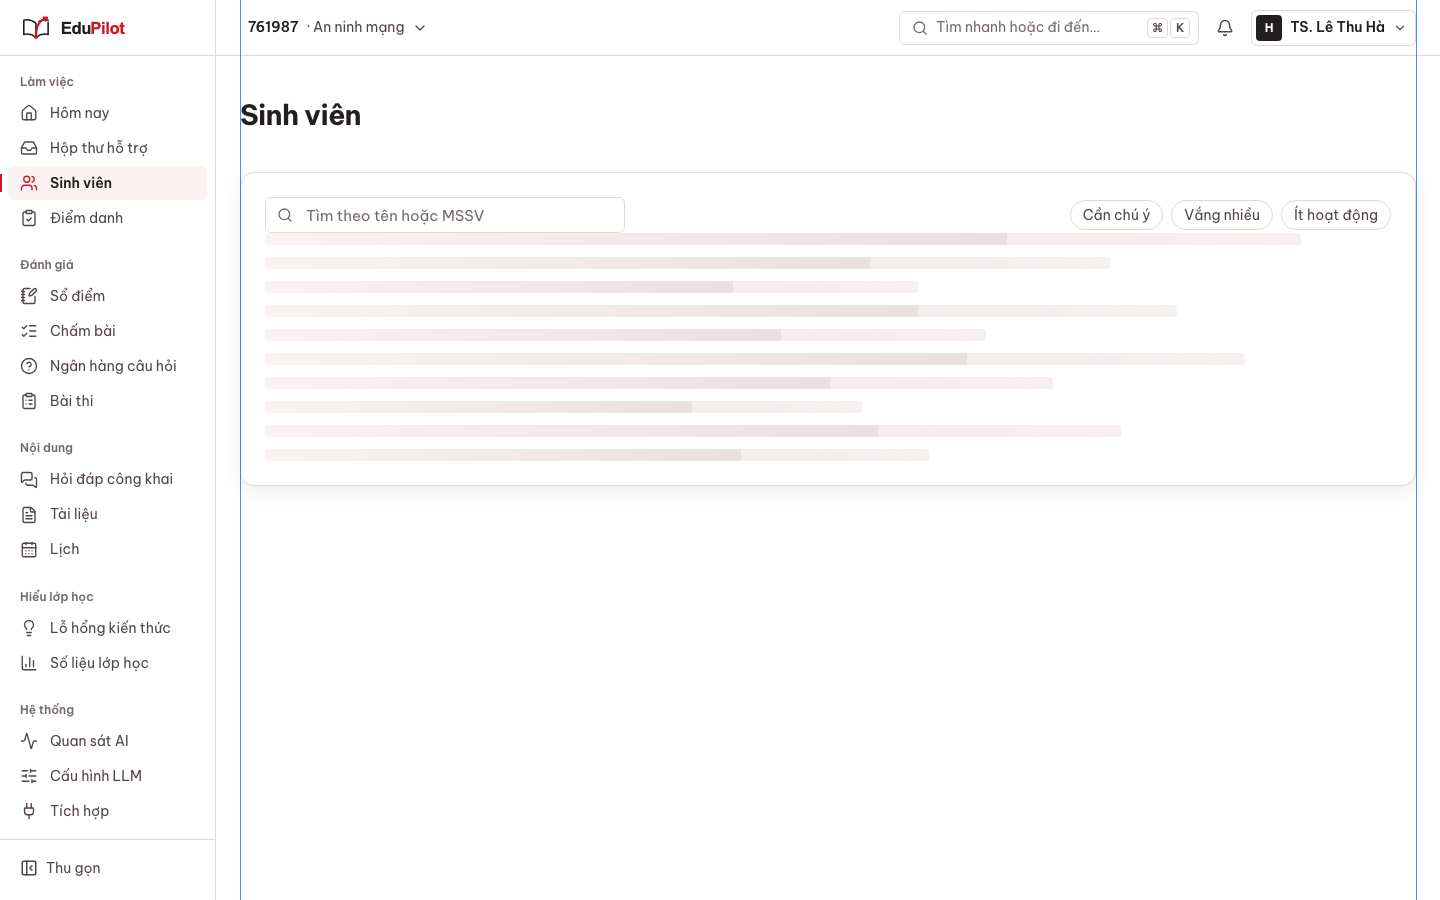 EduPilot
761987 · An ninh mạng
Tìm nhanh hoặc đi đến...
⌘ K
H
TS. Lê Thu Hà
Làm việc
Hôm nay
Hộp thư hỗ trợ
Sinh viên
Điểm danh
Đánh giá
Sổ điểm
Chấm bài
Ngân hàng câu hỏi
Bài thi
Nội dung
Hỏi đáp công khai
Tài liệu
Lịch
Hiểu lớp học
Lỗ hổng kiến thức
Số liệu lớp học
Hệ thống
Quan sát AI
Cấu hình LLM
Tích hợp
Thu gọn
Sinh viên
Tìm theo tên hoặc MSSV
Cần chú ý
Vắng nhiều
Ít hoạt động